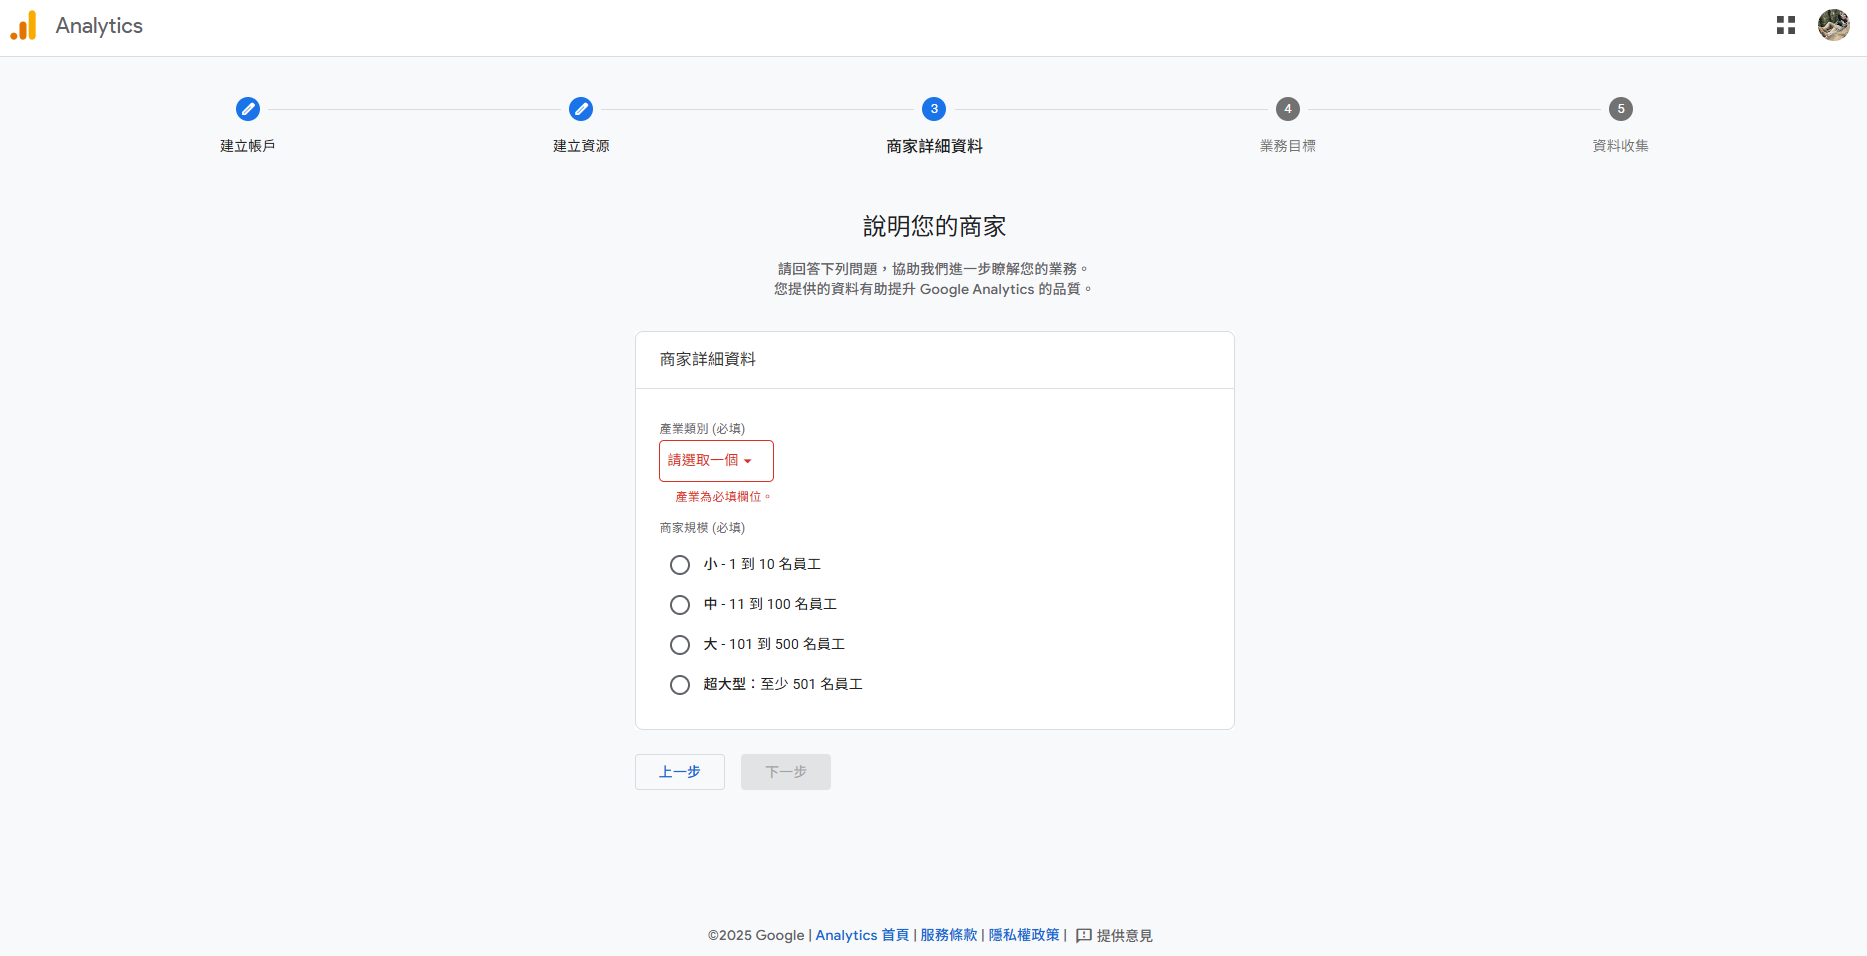 Analytics
3
4
5
建立帳戶
建立資源
商家詳細資料
業務目標
資料收集
說明您的商家
請回答下列問題，協助我們進一步瞭解您的業務。
您提供的資料有助提升 Google Analytics 的品質。
商家詳細資料
產業類別 (必填)
請選取一個
產業為必填欄位。
商家規模 (必填)
小 - 1 到 10 名員工
中 - 11 到 100 名員工
大 - 101 到 500 名員工
超大型：至少 501 名員工
上一步
下一步
©2025 Google | Analytics 首頁 | 服務條款 | 隱私權政策 | 提供意見